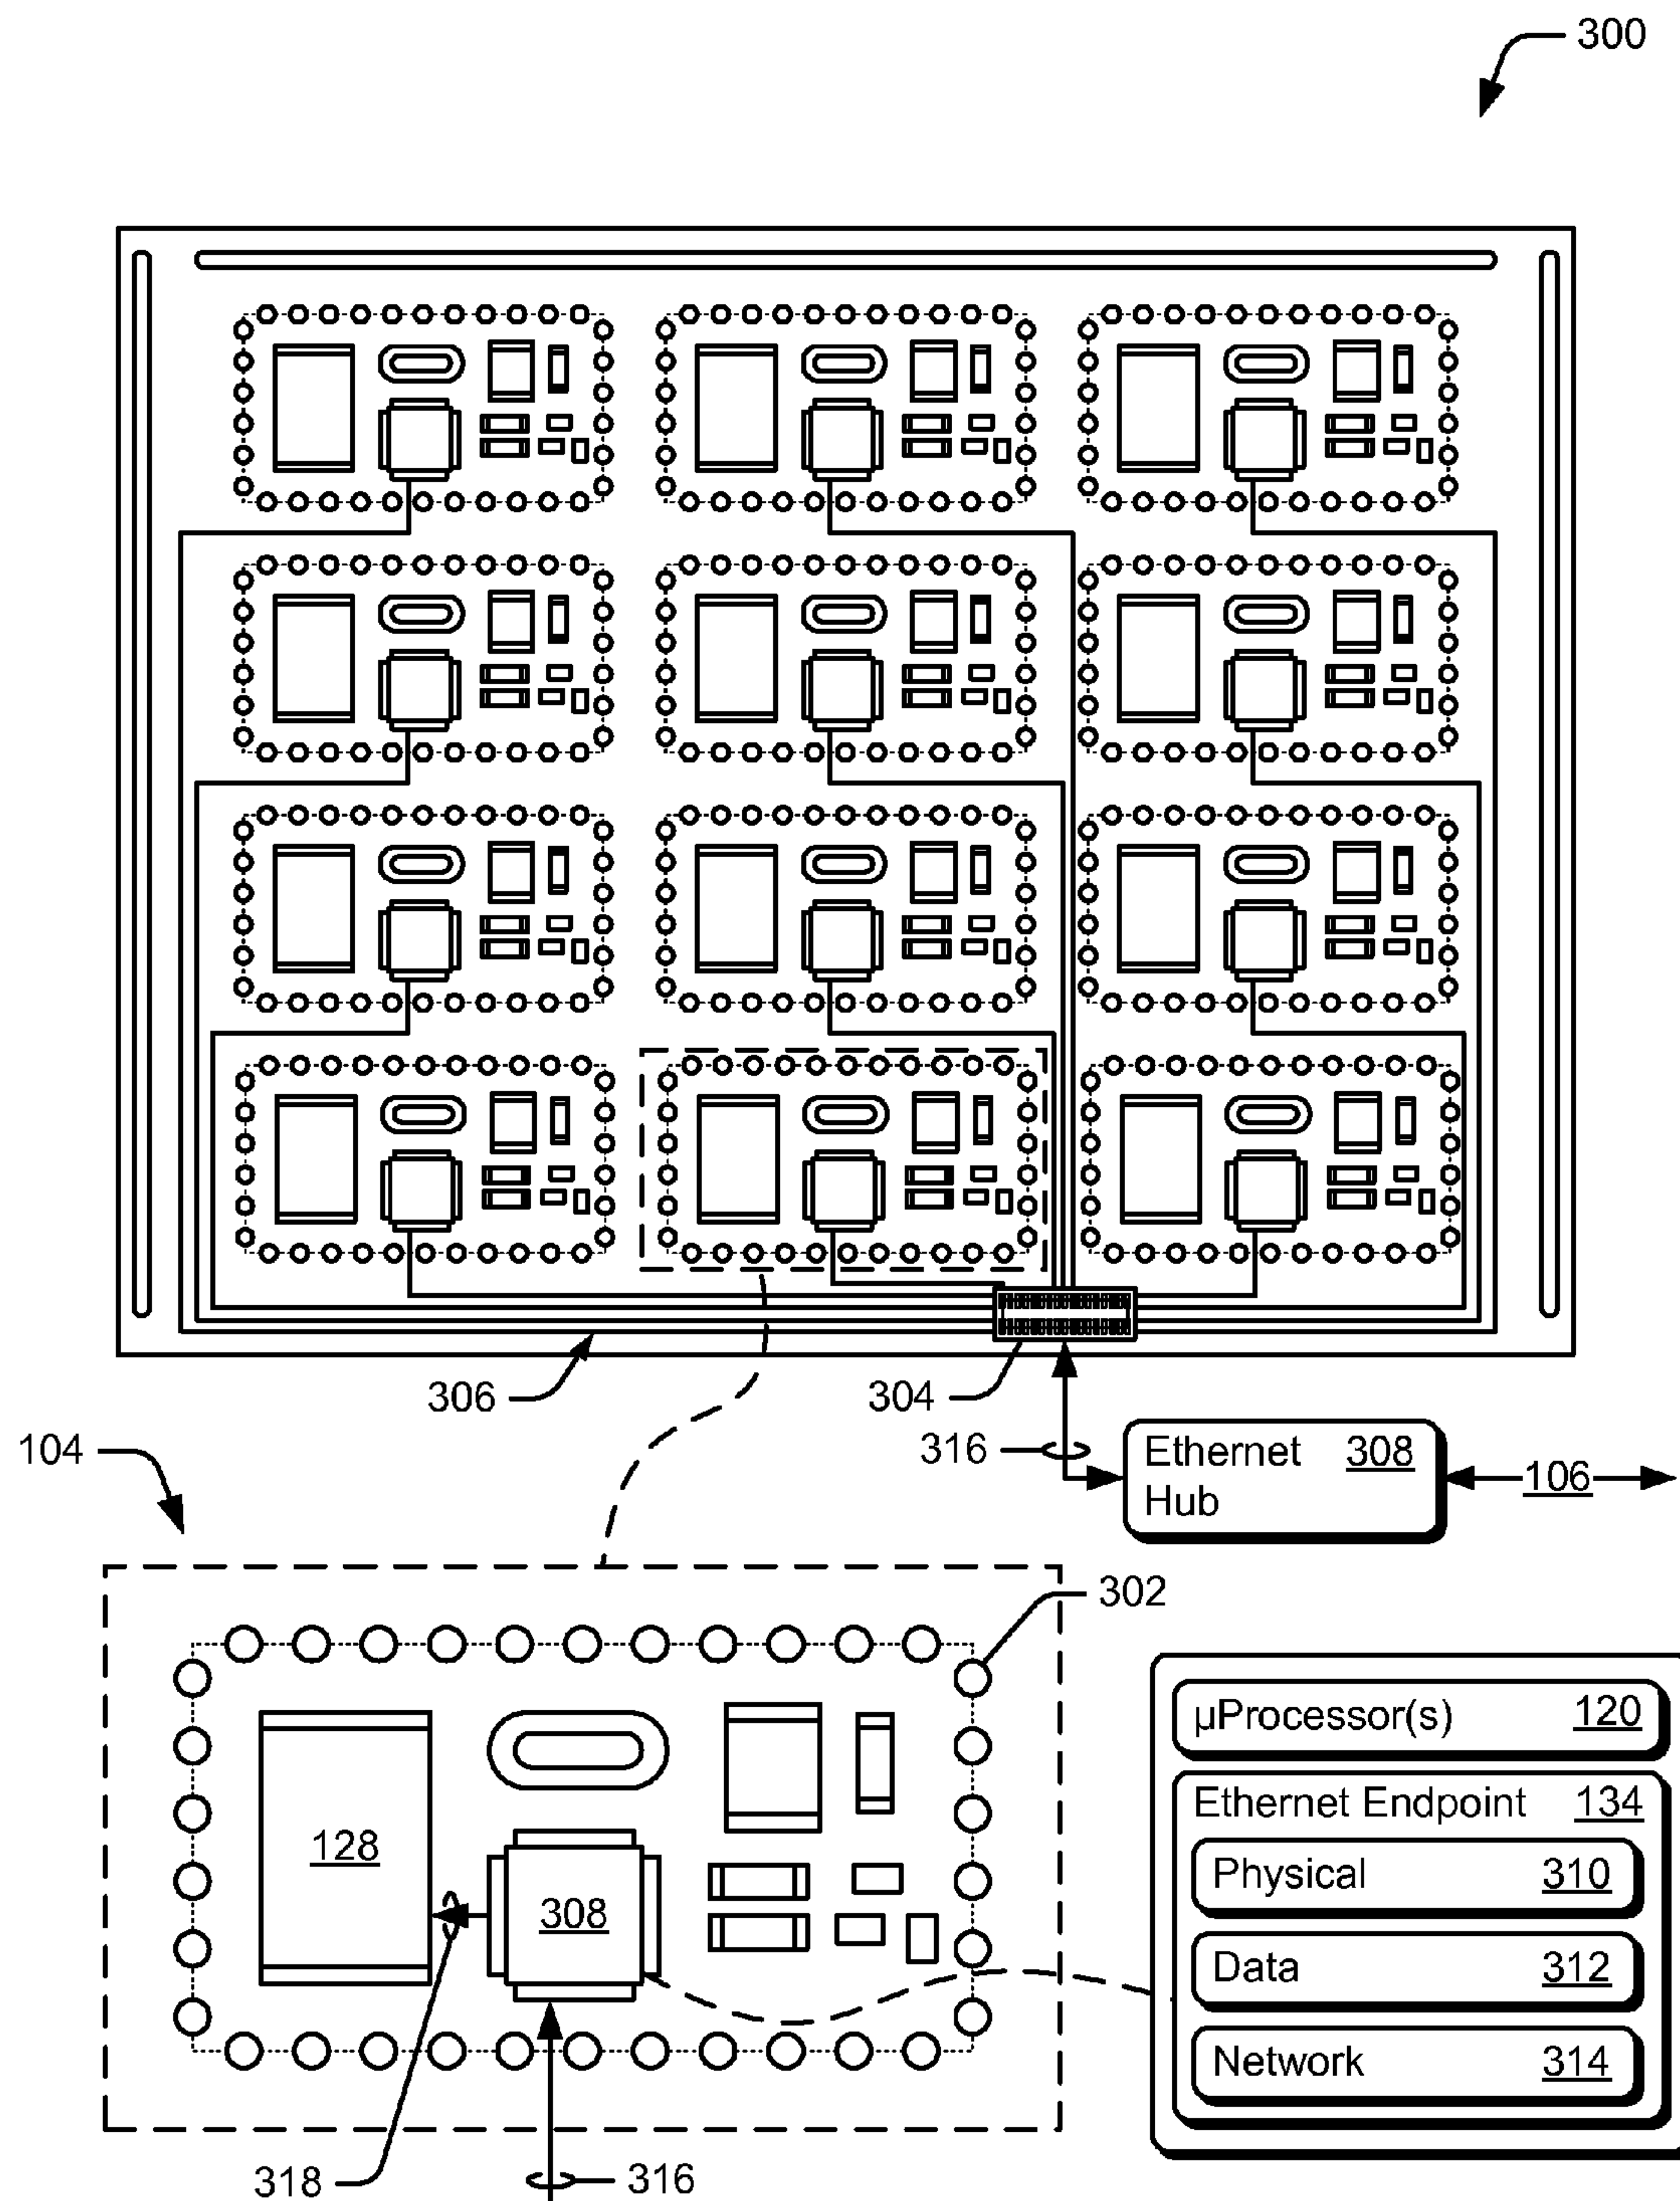 300
306
304
104
316
Ethernet 308
Hub
106
302
µProcessor(s) 120
Ethernet Endpoint 134
128
Physical 310
308
Data 312
Network 314
318
316